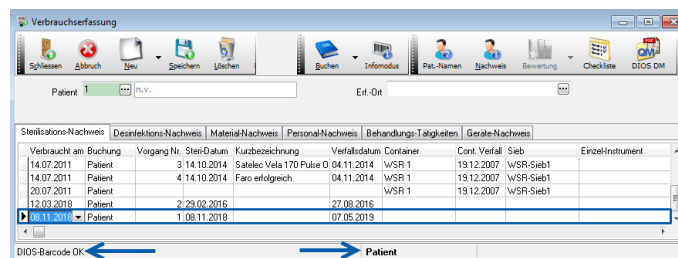 Verbrauchserfassung
Schliessen Abbruch Neu Speichern Löschen Buchen Infomodus Pat.-Namen Nachweis Bewertung Checkliste DIOS DM
Patient 1 n.v. Erf.-Ort
Sterilisations-Nachweis Desinfektions-Nachweis Material-Nachweis Personal-Nachweis Behandlungs-Tätigkeiten Geräte-Nachweis
Verbraucht am Buchung Vorgang Nr. Steri-Datum Kurzbezeichnung Verfallsdatum Container Cont. Verfall Sieb Einzel-Instrument
14.07.2011 Patient 3 14.10.2014 Satelec Vela 170 Pulse O 04.11.2014 WSR 1 19.12.2007 WSR-Sieb1
14.07.2011 Patient 4 14.10.2014 Faro erfolgreich 04.11.2014 WSR 1 19.12.2007 WSR-Sieb1
20.07.2011 Patient WSR 1 19.12.2007 WSR-Sieb1
12.03.2018 Patient 2 29.02.2016 27.08.2016
08.11.2018 Patient 1 08.11.2018 07.05.2019
DIOS-Barcode OK Patient